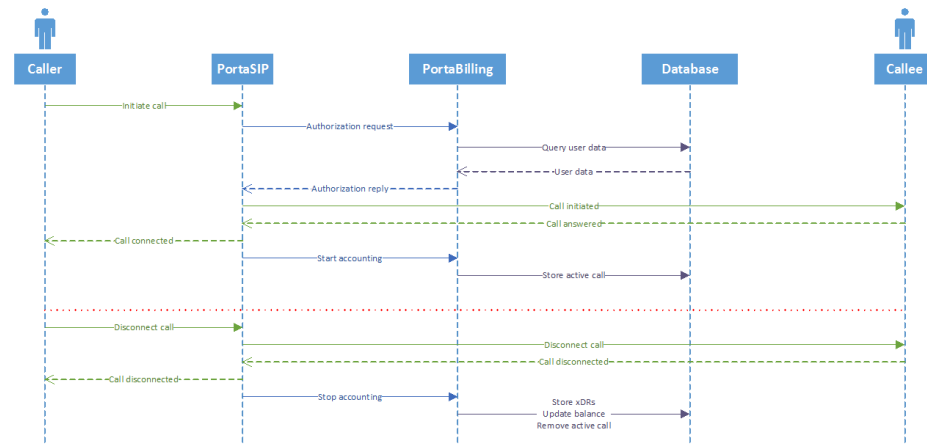 Caller
PortaSIP
PortaBilling
Database
Callee
Initiate call
Authorization request
Query user data
User data
Authorization reply
Call initiated
Call answered
Call connected
Start accounting
Store active call
Disconnect call
Disconnect call
Call disconnected
Call disconnected
Stop accounting
Store xDRs
Update balance
Remove active call